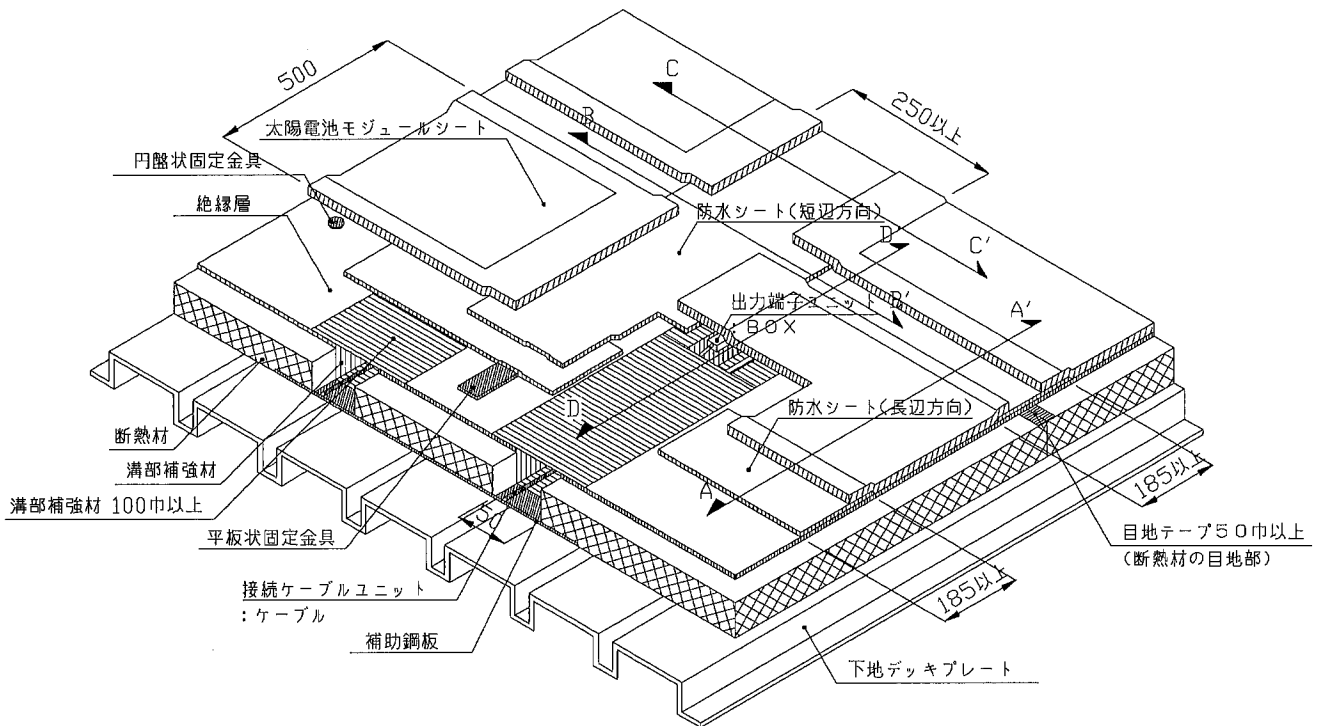 500
C
B
太陽電池モジュールシート
250以上
円盤状固定金具
絶縁層
防水シート(短辺方向)
D'
C'
出力端子ユニット
:BOX
B'
A'
D
防水シート(長辺方向)
断熱材
溝部補強材
A
185以上
溝部補強材 100巾以上
50
平板状固定金具
目地テープ50巾以上
(断熱材の目地部)
接続ケーブルユニット
:ケーブル
185以上
補助鋼板
下地デッキプレート